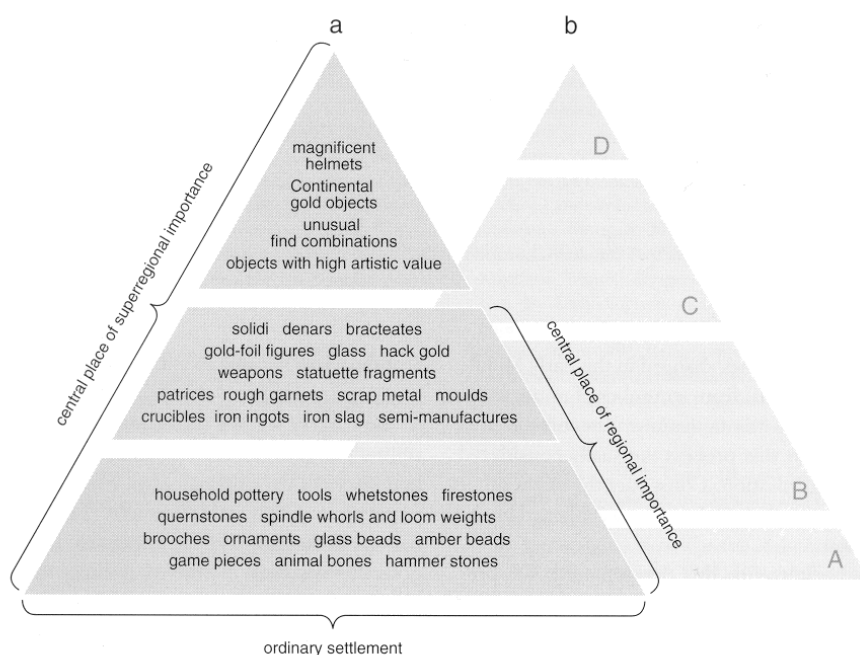 a
b
magnificent
helmets
Continental
gold objects
unusual
find combinations
objects with high artistic value
central place of superregional importance
solidi denars bracteates
gold-foil figures glass hack gold
weapons statuette fragments
patrices rough garnets scrap metal moulds
crucibles iron ingots iron slag semi-manufactures
central place of regional importance
household pottery tools whetstones firestones
quernstones spindle whorls and loom weights
brooches ornaments glass beads amber beads
game pieces animal bones hammer stones
ordinary settlement
D
C
B
A